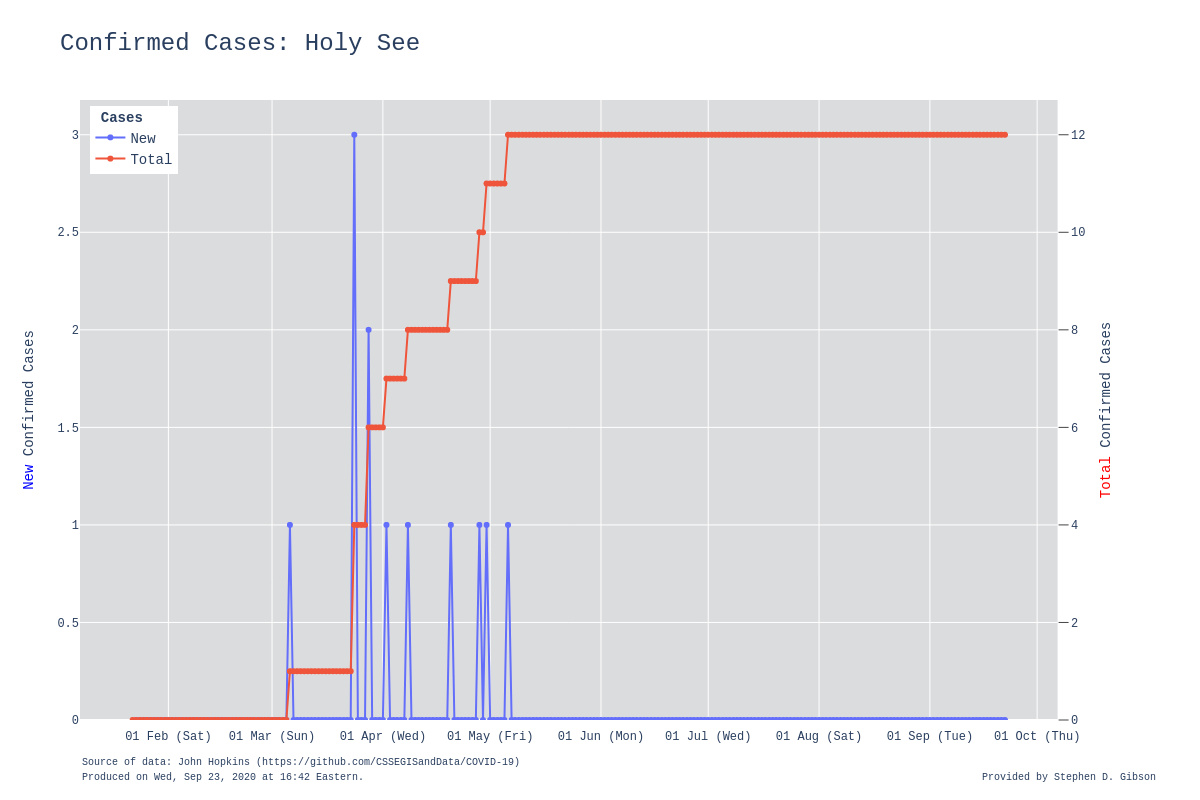 Confirmed Cases: Holy See
Cases
New
Total
3
2.5
2
1.5
1
0.5
0
12
10
8
6
4
2
0
New Confirmed Cases
Total Confirmed Cases
01 Feb (Sat) 01 Mar (Sun) 01 Apr (Wed) 01 May (Fri) 01 Jun (Mon) 01 Jul (Wed) 01 Aug (Sat) 01 Sep (Tue) 01 Oct (Thu)
Source of data: John Hopkins (https://github.com/CSSEGISandData/COVID-19)
Produced on Wed, Sep 23, 2020 at 16:42 Eastern.
Provided by Stephen D. Gibson